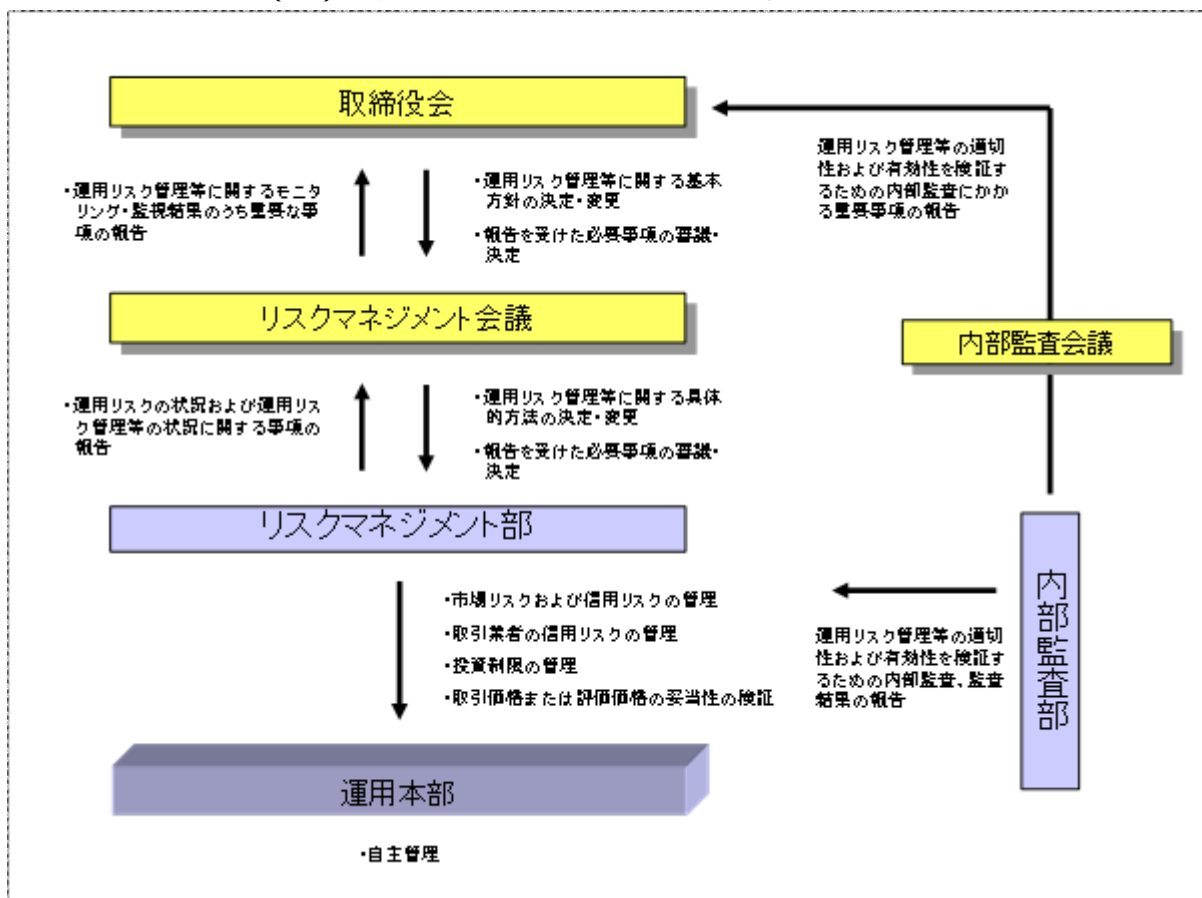 取締役会
・運用リスク管理等に関するモニタ
リング・監視結果のうち重要な事
項の報告
・運用リスク管理等に関する基本
方針の決定・変更
・報告を受けた必要事項の審議・
決定
運用リスク管理等の適切
性および有効性を検証す
るための内部監査にかか
る重要事項の報告
リスクマネジメント会議
内部監査会議
・運用リスクの状況および運用リス
ク管理等の状況に関する事項の
報告
・運用リスク管理等に関する具体
的方法の決定・変更
・報告を受けた必要事項の審議・
決定
リスクマネジメント部
・市場リスクおよび信用リスクの管理
・取引業者の信用リスクの管理
・投資制限の管理
・取引価格または評価価格の妥当性の検証
運用リスク管理等の適切
性および有効性を検証す
るための内部監査、監査
結果の報告
内部監査部
運用本部
・自主管理